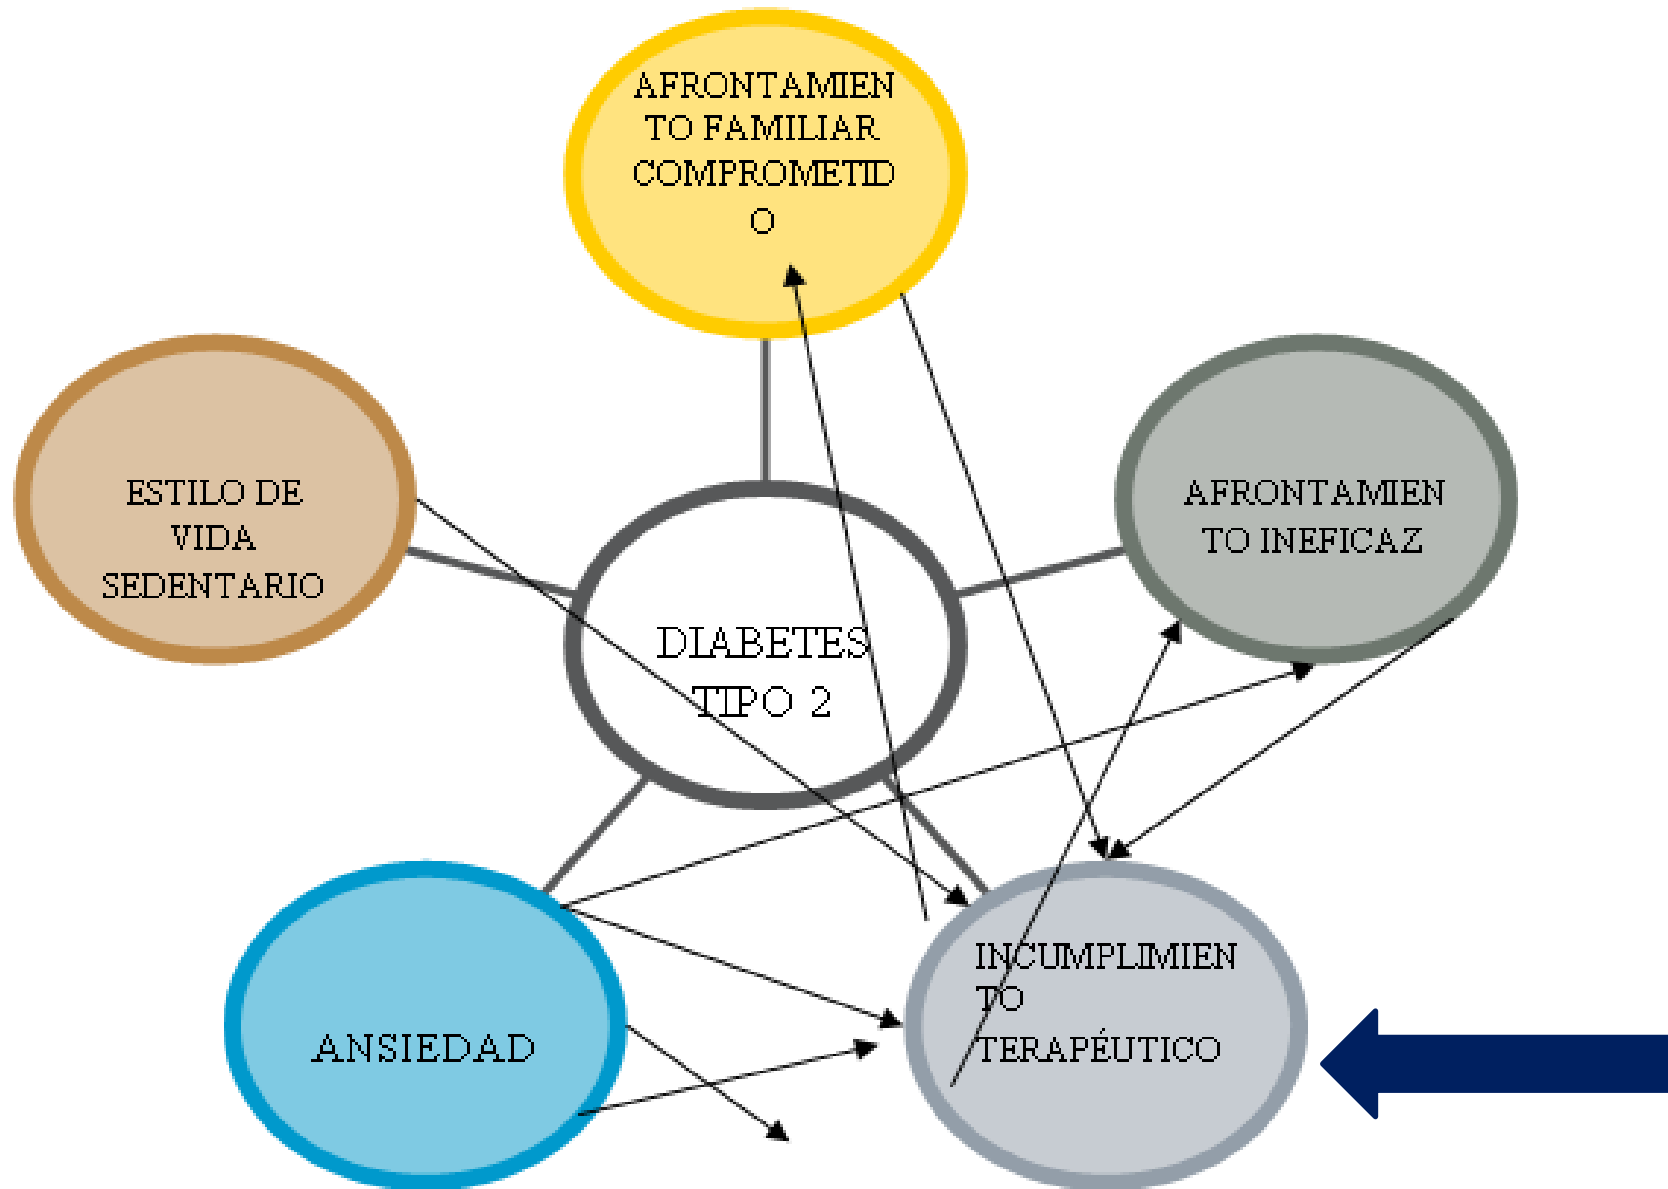 AFRONTAMIEN
TO FAMILIAR
COMPROMETID
O
ESTILO DE
VIDA
SEDENTARIO
AFRONTAMIEN
TO INEFICAZ
DIABETES
TIPO 2
ANSIEDAD
INCUMPLIMIEN
TO
TERAPÉUTICO